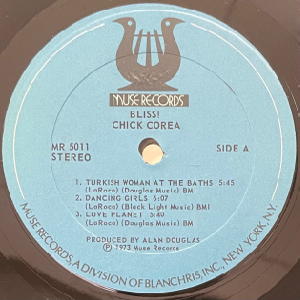 MUSE RECORDS
BLISS!
CHICK COREA
MR 5011
STEREO
SIDE A
1. TURKISH WOMAN AT THE BATHS 5:45
(LaRoca) (Douglas Music) BMI
2. DANCING GIRLS 5:07
(LaRoca) (Black Light Music) BMI
3. LOVE PLANET 5:40
(LaRoca) (Douglas Music)
PRODUCED BY ALAN DOUGLAS
℗ 1973 Muse Records
MUSE RECORDS, A DIVISION OF BLANCHRIS, INC., NEW YORK, N.Y.